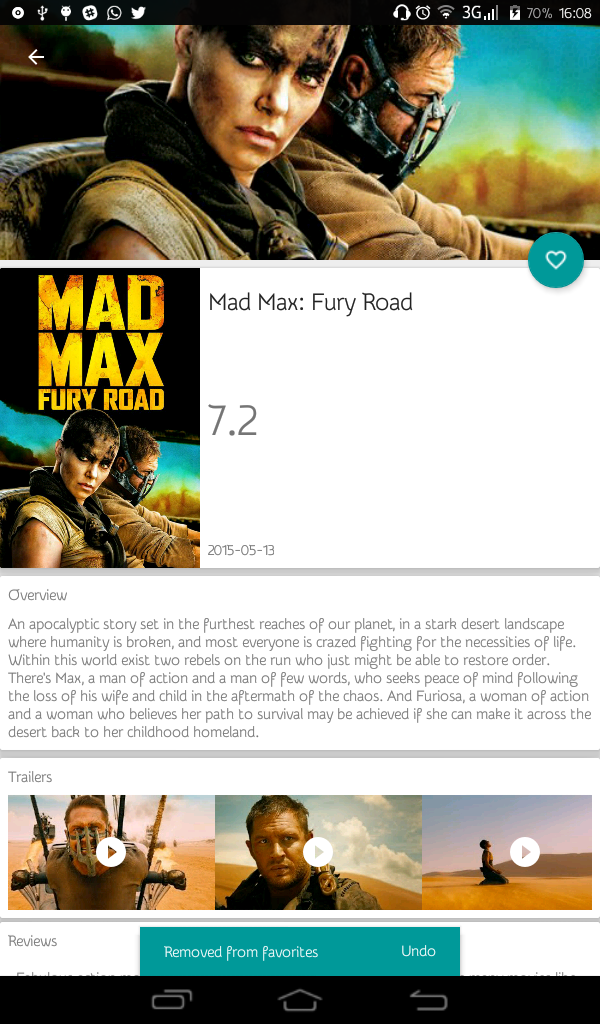 3G 70% 16:08
MAD
MAX
FURY ROAD
Mad Max: Fury Road
7.2
2015-05-13
Overview
An apocalyptic story set in the furthest reaches of our planet, in a stark desert landscape
where humanity is broken, and most everyone is crazed fighting for the necessities of life.
Within this world exist two rebels on the run who just might be able to restore order.
There's Max, a man of action and a man of few words, who seeks peace of mind following
the loss of his wife and child in the aftermath of the chaos. And Furiosa, a woman of action
and a woman who believes her path to survival may be achieved if she can make it across the
desert back to her childhood homeland.
Trailers
Reviews
Removed from favorites Undo